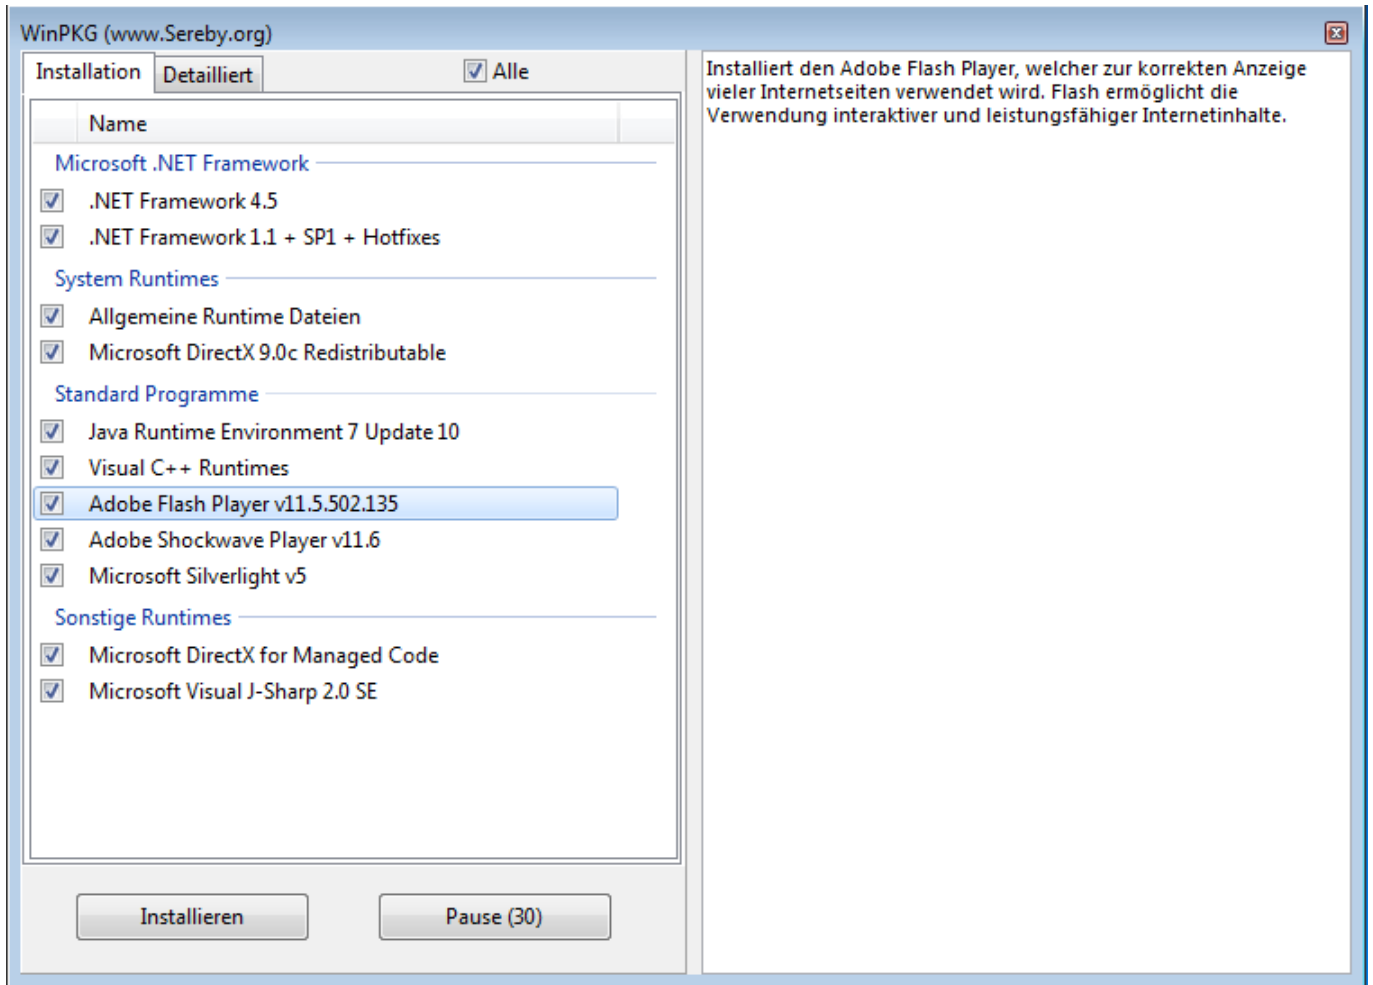 WinPKG (www.Sereby.org)
Installation
Detailliert
Alle
Name
Microsoft .NET Framework
.NET Framework 4.5
.NET Framework 1.1 + SP1 + Hotfixes
System Runtimes
Allgemeine Runtime Dateien
Microsoft DirectX 9.0c Redistributable
Standard Programme
Java Runtime Environment 7 Update 10
Visual C++ Runtimes
Adobe Flash Player v11.5.502.135
Adobe Shockwave Player v11.6
Microsoft Silverlight v5
Sonstige Runtimes
Microsoft DirectX for Managed Code
Microsoft Visual J-Sharp 2.0 SE
Installieren
Pause (30)
Installiert den Adobe Flash Player, welcher zur korrekten Anzeige
vieler Internetseiten verwendet wird. Flash ermöglicht die
Verwendung interaktiver und leistungsfähiger Internetinhalte.